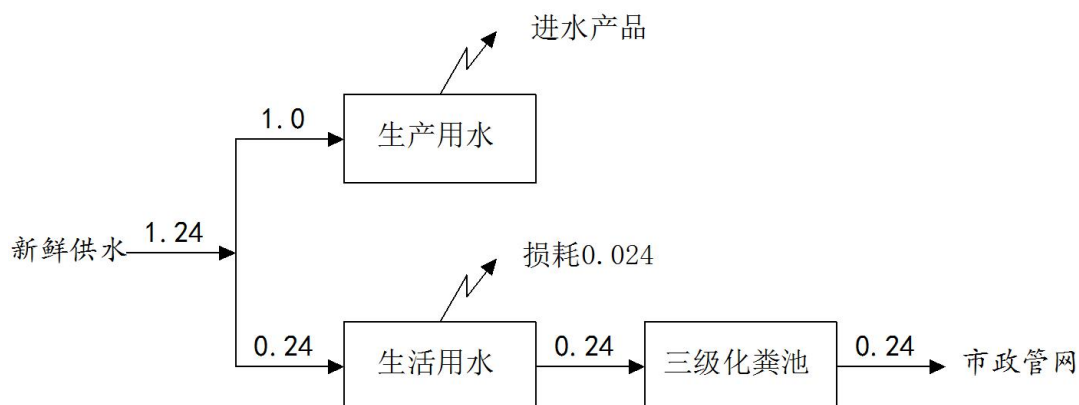 进水产品
1.0
生产用水
新鲜供水
1.24
损耗0.024
0.24
生活用水
0.24
三级化粪池
0.24
市政管网